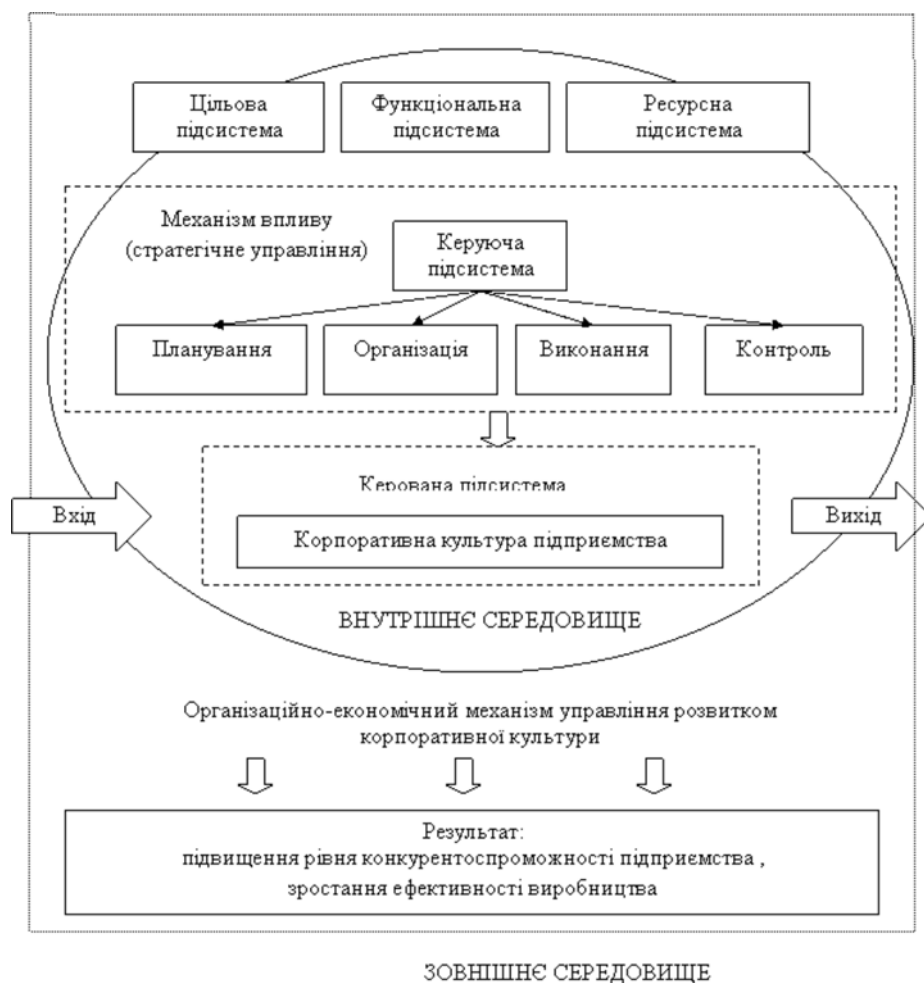 Цільова
підсистема
Функціональна
підсистема
Ресурсна
підсистема
Механізм впливу
(стратегічне управління)
Керуюча
підсистема
Планування
Організація
Виконання
Контроль
Керована підсистема
Вхід
Вихід
Корпоративна культура підприємства
ВНУТРІШНЄ СЕРЕДОВИЩЕ
Організаційно-економічний механізм управління розвитком
корпоративної культури
Результат:
підвищення рівня конкурентоспроможності підприємства ,
зростання ефективності виробництва
ЗОВНІШНЄ СЕРЕДОВИЩЕ